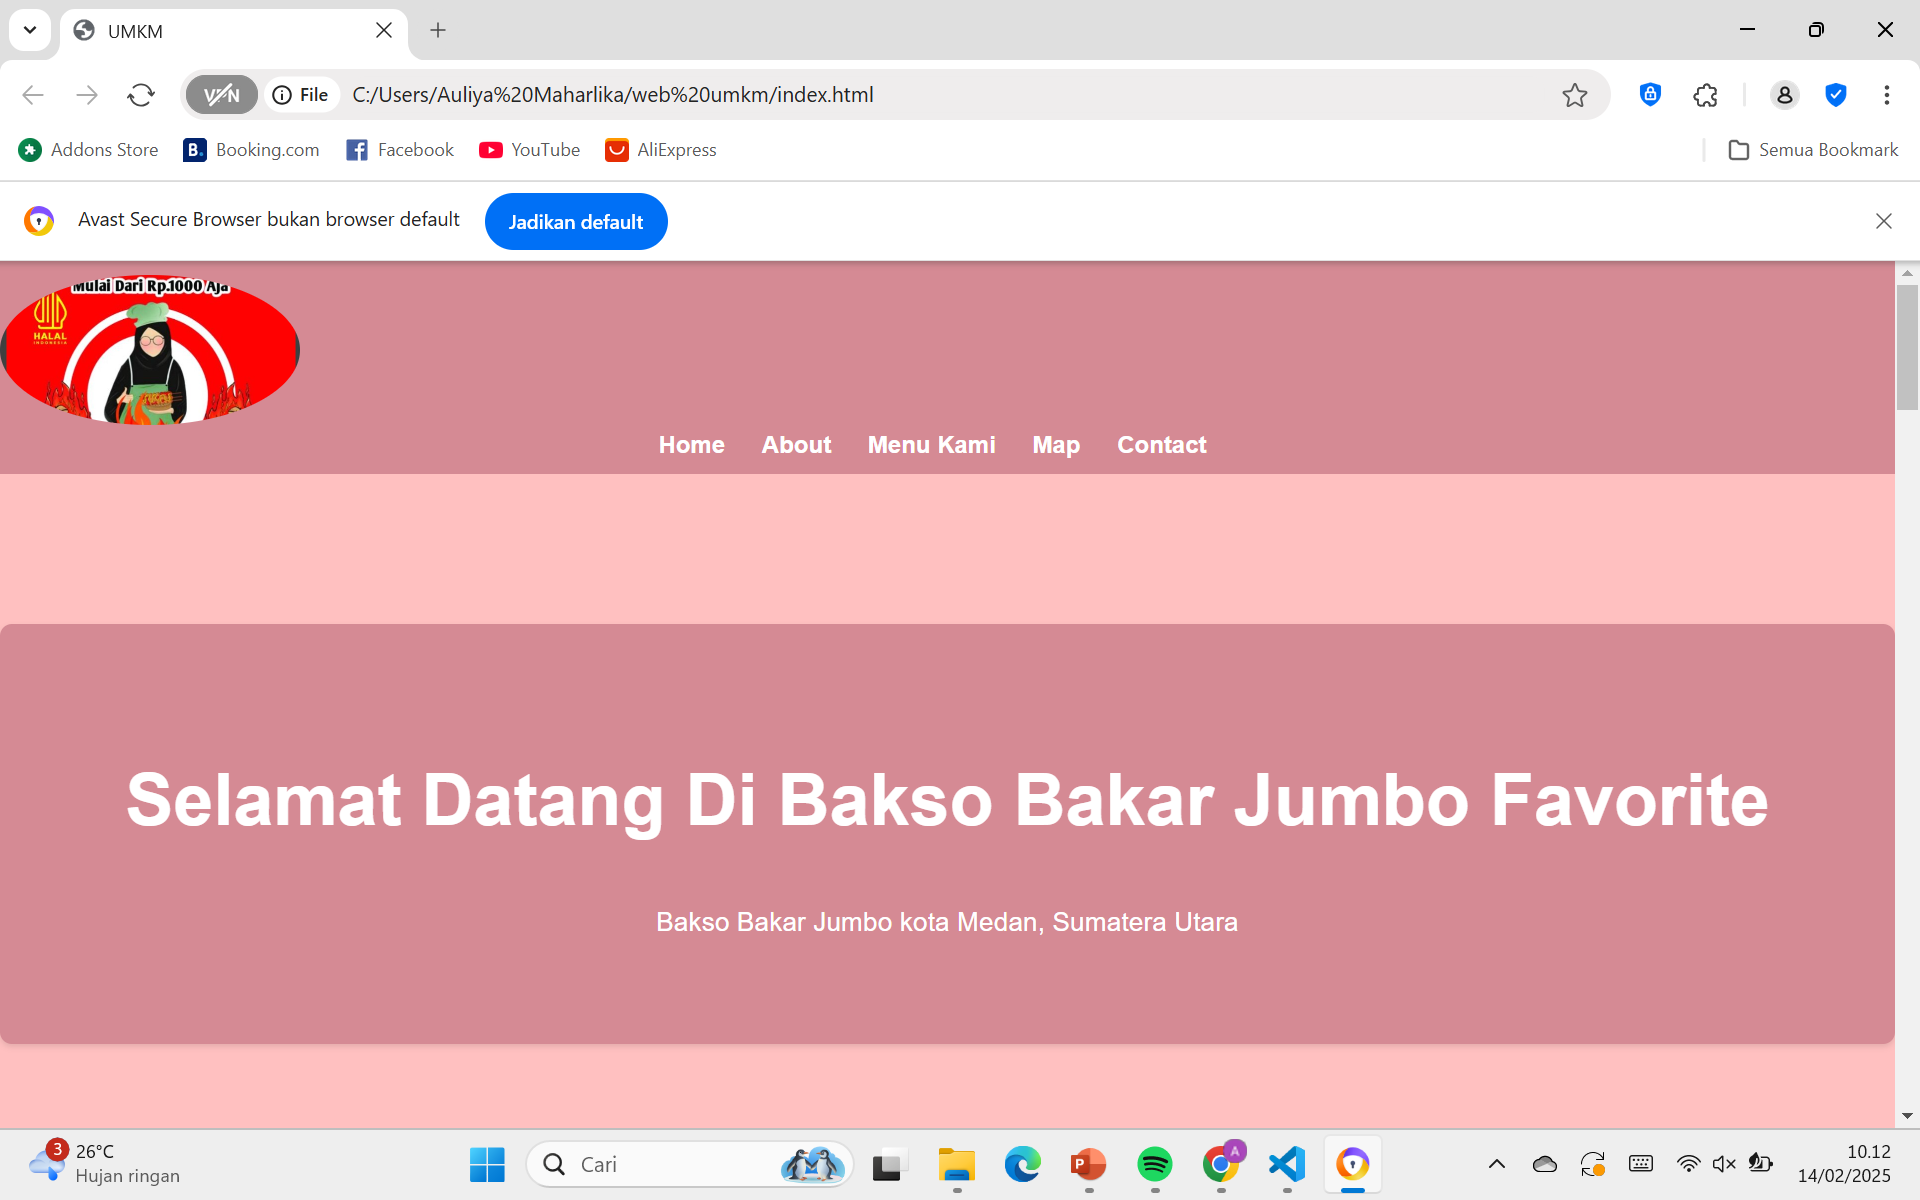 UMKM
VPN
File
C:/Users/Auliya%20Maharlika/web%20umkm/index.html
Addons Store
Booking.com
Facebook
YouTube
AliExpress
Semua Bookmark
Avast Secure Browser bukan browser default
Jadikan default
Mulai Dari Rp.1000 Aja
HALAL
INDONESIA
Home
About
Menu Kami
Map
Contact
Selamat Datang Di Bakso Bakar Jumbo Favorite
Bakso Bakar Jumbo kota Medan, Sumatera Utara
3
26°C
Hujan ringan
Cari
A
10.12
14/02/2025